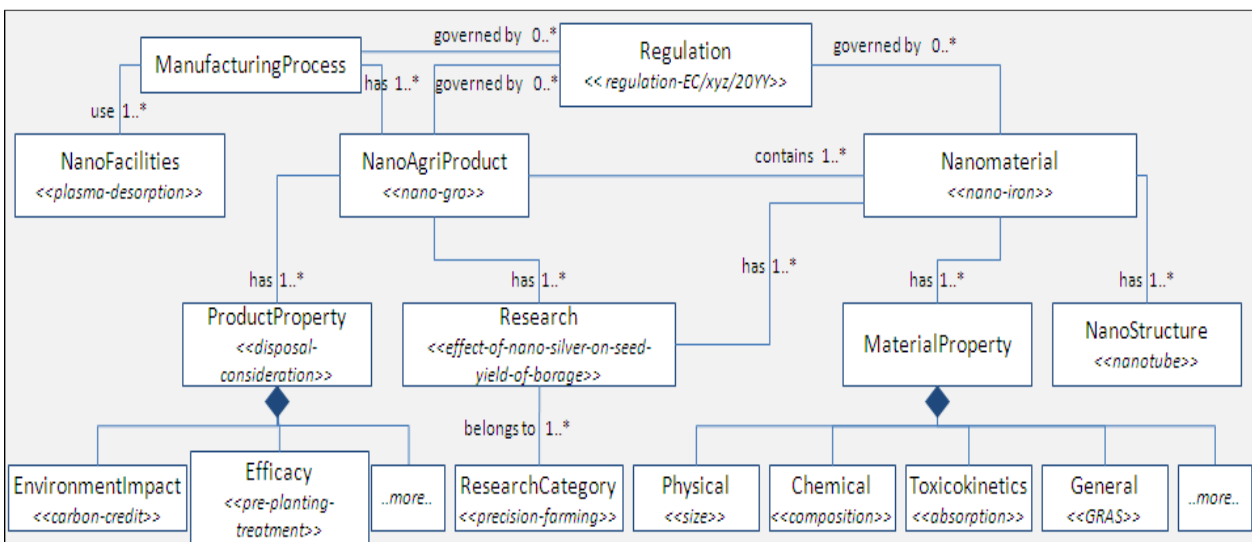 governed by 0..*
Regulation
<< regulation-EC/xyz/20YY>>
governed by 0..*
ManufacturingProcess
has 1..*
governed by 0..*
use 1..*
NanoFacilities
<<plasma-desorption>>
NanoAgriProduct
<<nano-gro>>
contains 1..*
Nanomaterial
<<nano-iron>>
has 1..*
has 1..*
has 1..*
has 1..*
has 1..*
ProductProperty
<<disposal-
consideration>>
Research
<<effect-of-nano-silver-on-seed-
yield-of-borage>>
MaterialProperty
NanoStructure
<<nanotube>>
belongs to 1..*
EnvironmentImpact
<<carbon-credit>>
Efficacy
<<pre-planting-
treatment>>
..more..
ResearchCategory
<<precision-farming>>
Physical
<<size>>
Chemical
<<composition>>
Toxicokinetics
<<absorption>>
General
<<GRAS>>
..more..